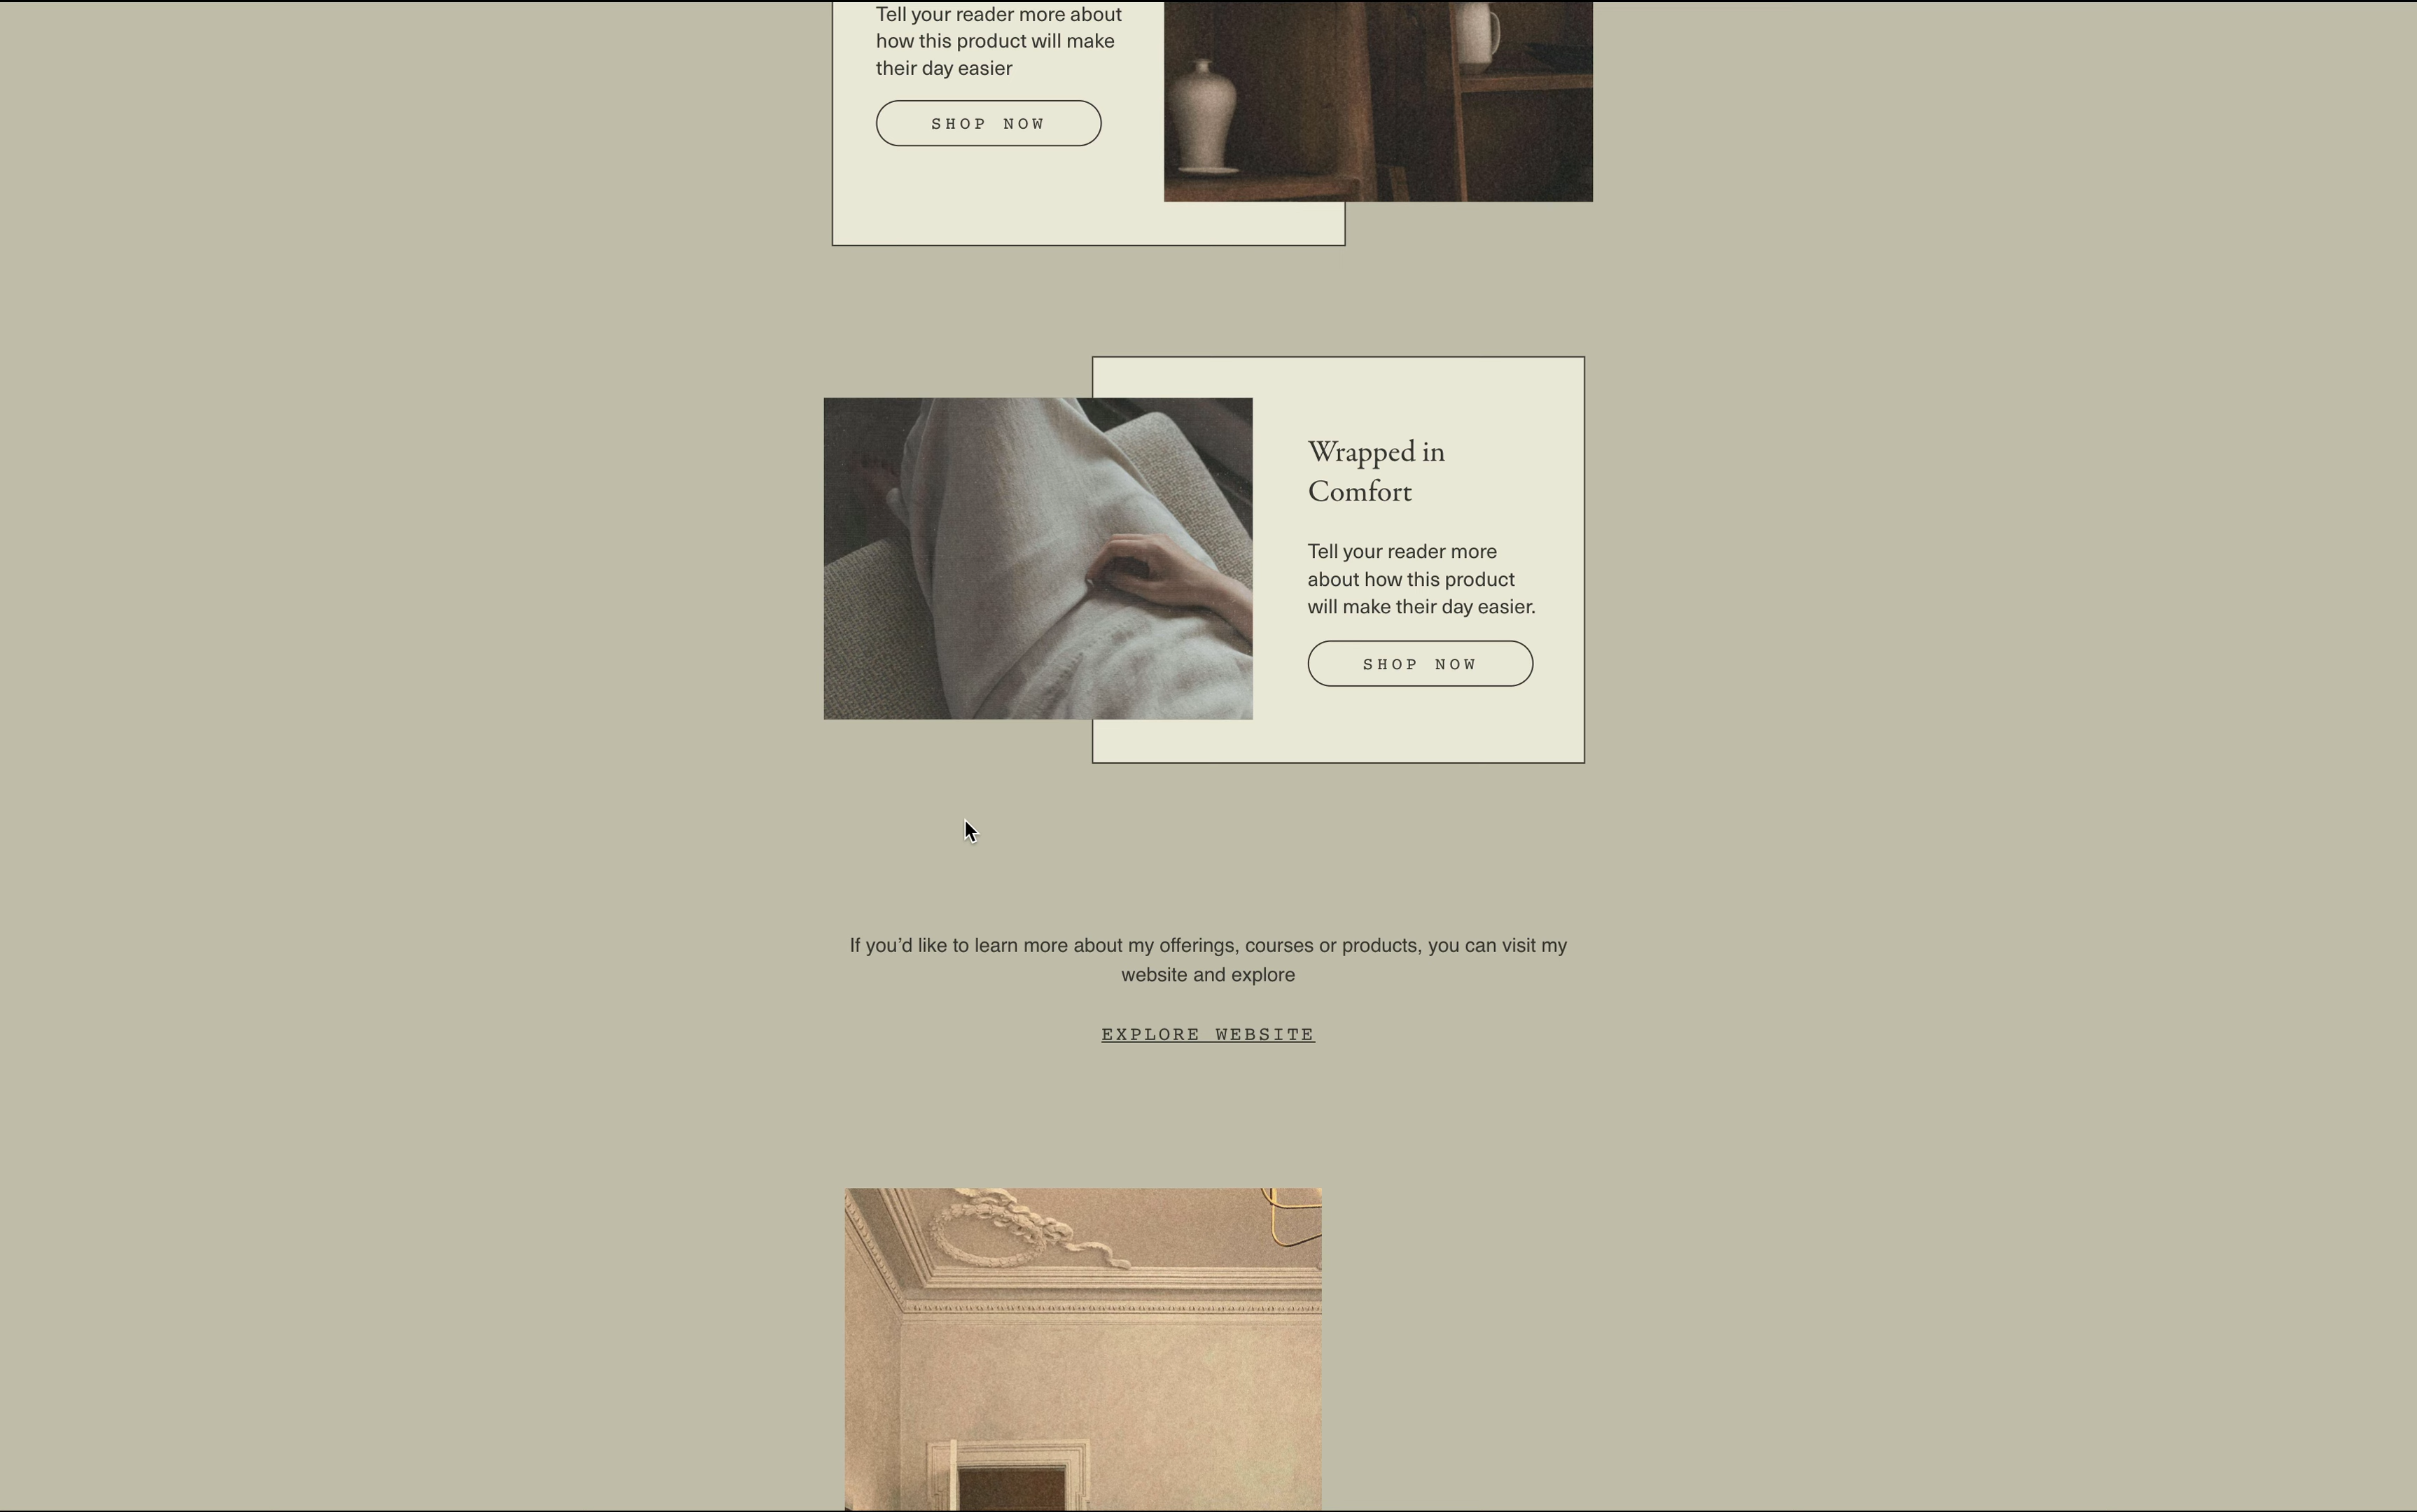 Tell your reader more about
how this product will make
their day easier
SHOP NOW
Wrapped in
Comfort
Tell your reader more
about how this product
will make their day easier.
SHOP NOW
If you’d like to learn more about my offerings, courses or products, you can visit my
website and explore
EXPLORE WEBSITE